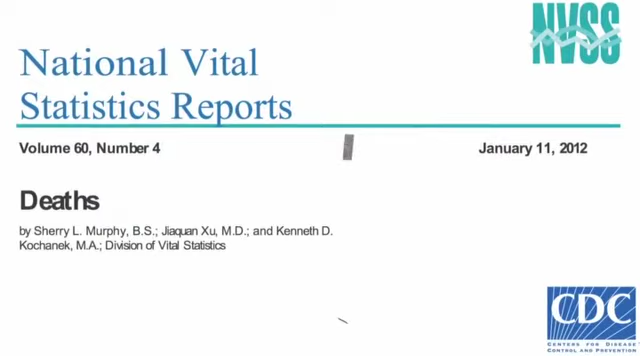 NVSS
National Vital
Statistics Reports
Volume 60, Number 4
January 11, 2012
Deaths
by Sherry L. Murphy, B.S.; Jiaquan Xu, M.D.; and Kenneth D.
Kochanek, M.A.; Division of Vital Statistics
CDC
CENTERS FOR DISEASE
CONTROL AND PREVENTION